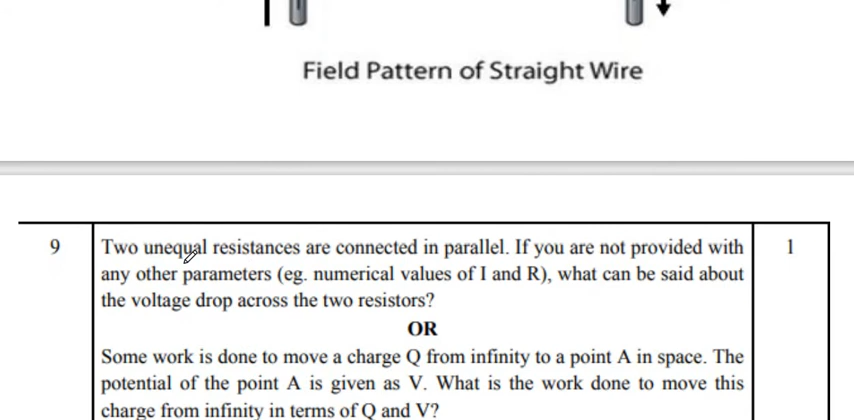 Field Pattern of Straight Wire
9 Two unequal resistances are connected in parallel. If you are not provided with 1
any other parameters (eg. numerical values of I and R), what can be said about
the voltage drop across the two resistors?
OR
Some work is done to move a charge Q from infinity to a point A in space. The
potential of the point A is given as V. What is the work done to move this
charge from infinity in terms of Q and V?